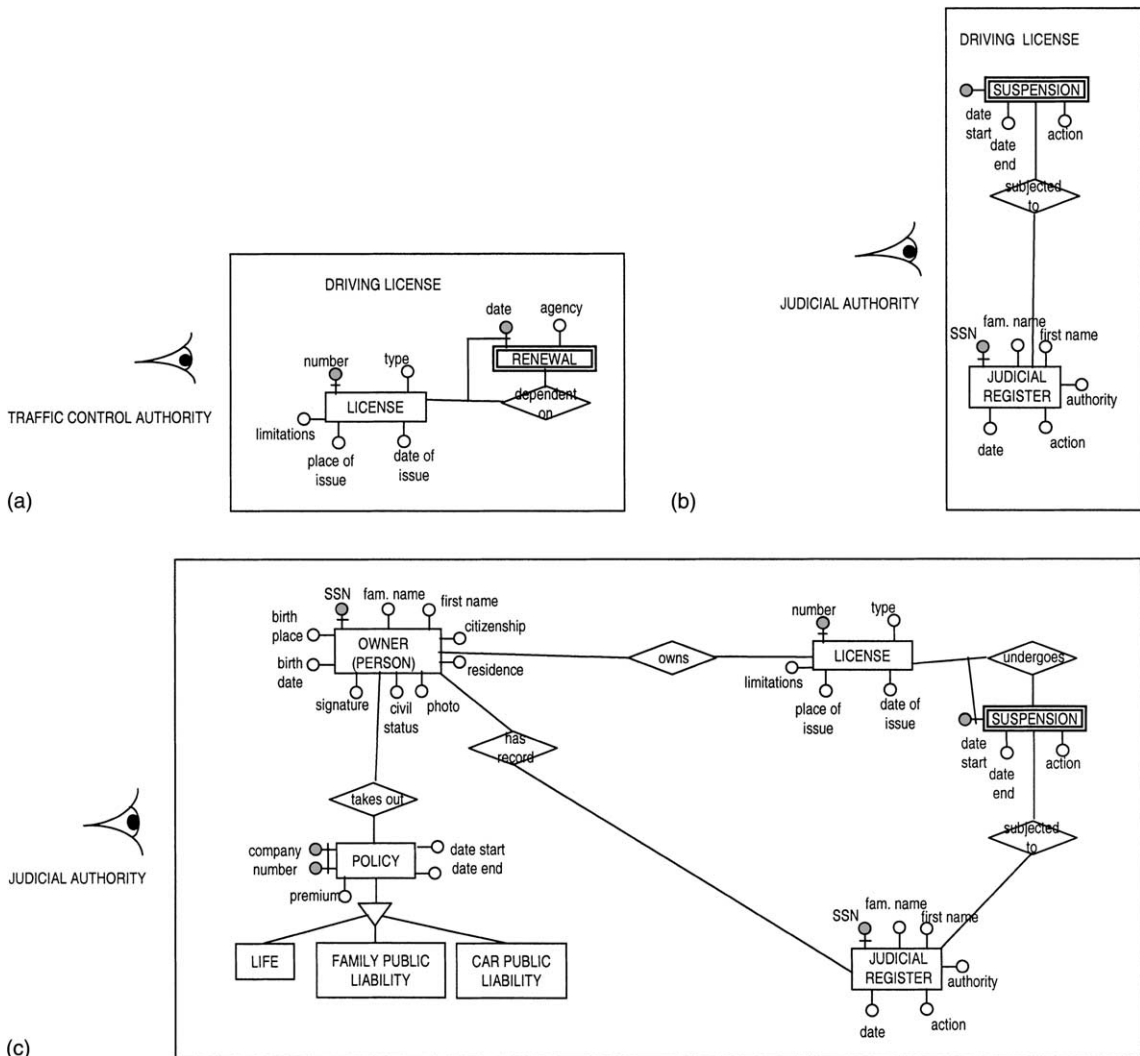 DRIVING LICENSE
SUSPENSION
date
start
date
end
action
subjected
to
JUDICIAL AUTHORITY
SSN
fam. name
first name
JUDICIAL
REGISTER
authority
date
action
(b)
DRIVING LICENSE
date
agency
RENEWAL
number
type
dependent
on
LICENSE
TRAFFIC CONTROL AUTHORITY
limitations
place of
issue
date of
issue
(a)
SSN
fam. name
first name
birth
place
citizenship
OWNER
(PERSON)
birth
date
residence
signature
civil
status
photo
owns
number
type
LICENSE
undergoes
limitations
place of
issue
date of
issue
SUSPENSION
date
start
date
end
action
has
record
takes out
subjected
to
company
number
POLICY
date start
date end
JUDICIAL AUTHORITY
premium
LIFE
FAMILY PUBLIC
LIABILITY
CAR PUBLIC
LIABILITY
SSN
fam. name
first name
JUDICIAL
REGISTER
authority
date
action
(c)